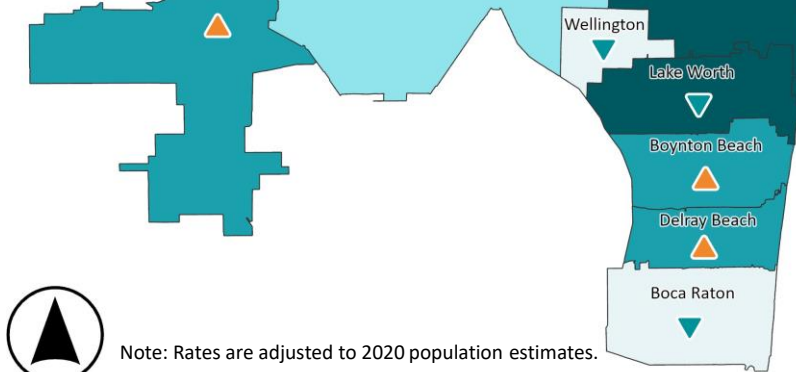 Wellington
Lake Worth
Boynton Beach
Delray Beach
Boca Raton
Note: Rates are adjusted to 2020 population estimates.